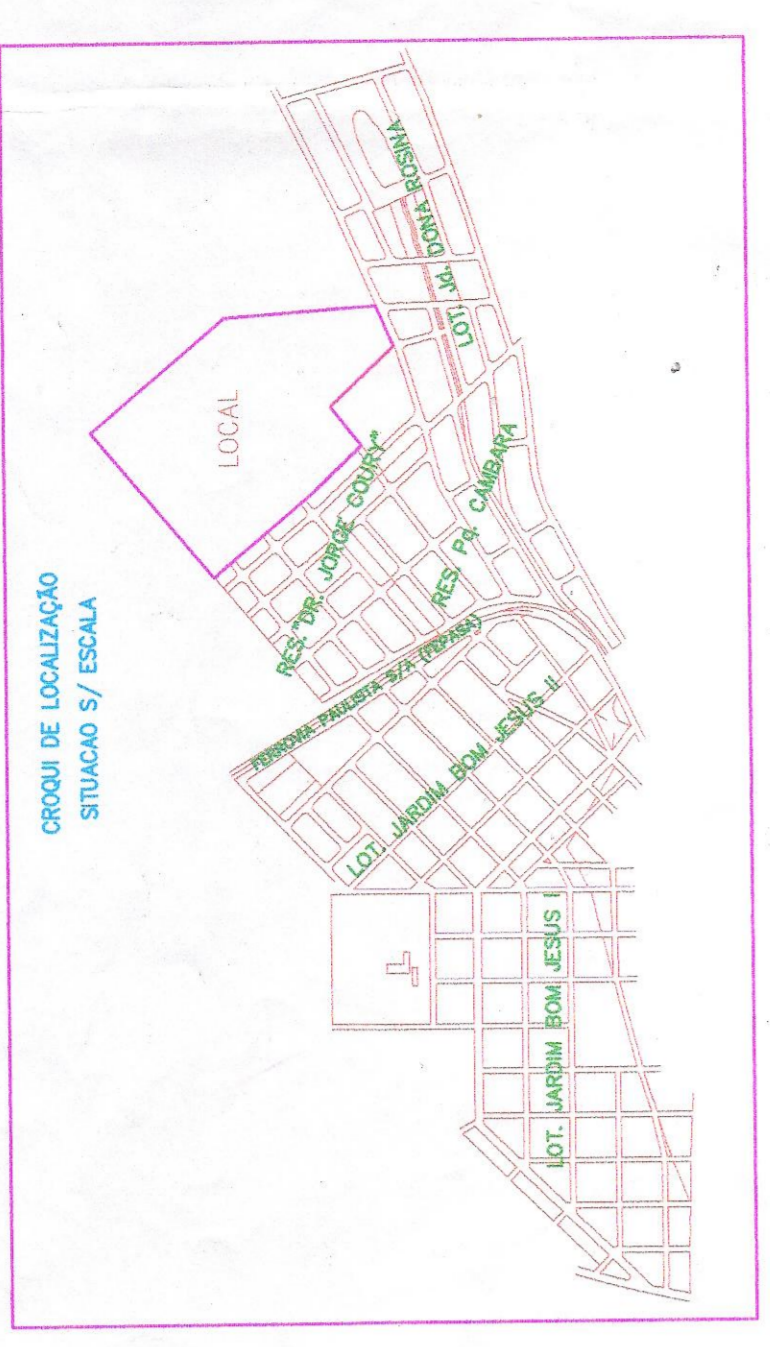 CROQUI DE LOCALIZAÇÃO
SITUACAO S/ ESCALA
LOCAL
LOT. Jd. DONA ROSINA
RES."DR. JORGE COURY"
RES. Pq. CAMBARA
FERROVIA PAULISTA S/A (FEPASA)
LOT. JARDIM BOM JESUS II
LOT. JARDIM BOM JESUS I